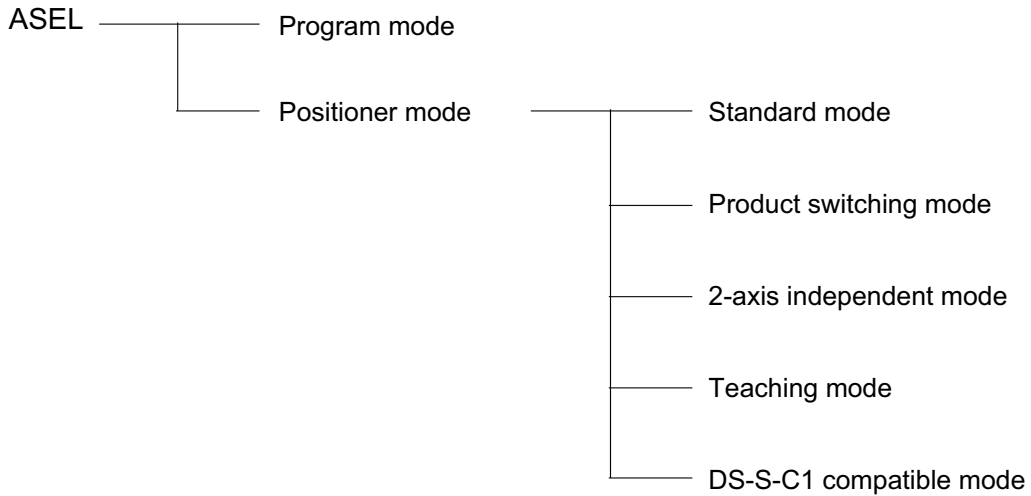 ASEL
Program mode
Positioner mode
Standard mode
Product switching mode
2-axis independent mode
Teaching mode
DS-S-C1 compatible mode